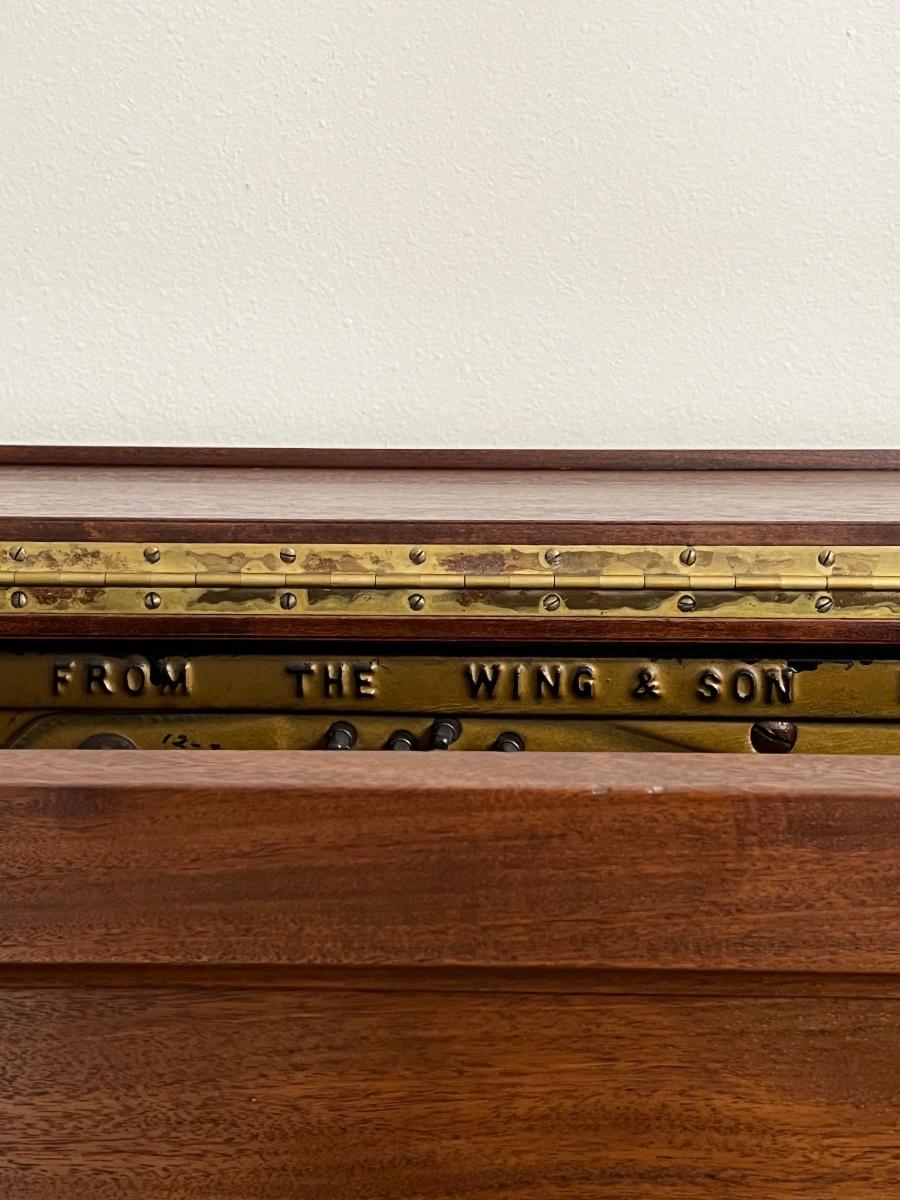 FROM THE WING & SON